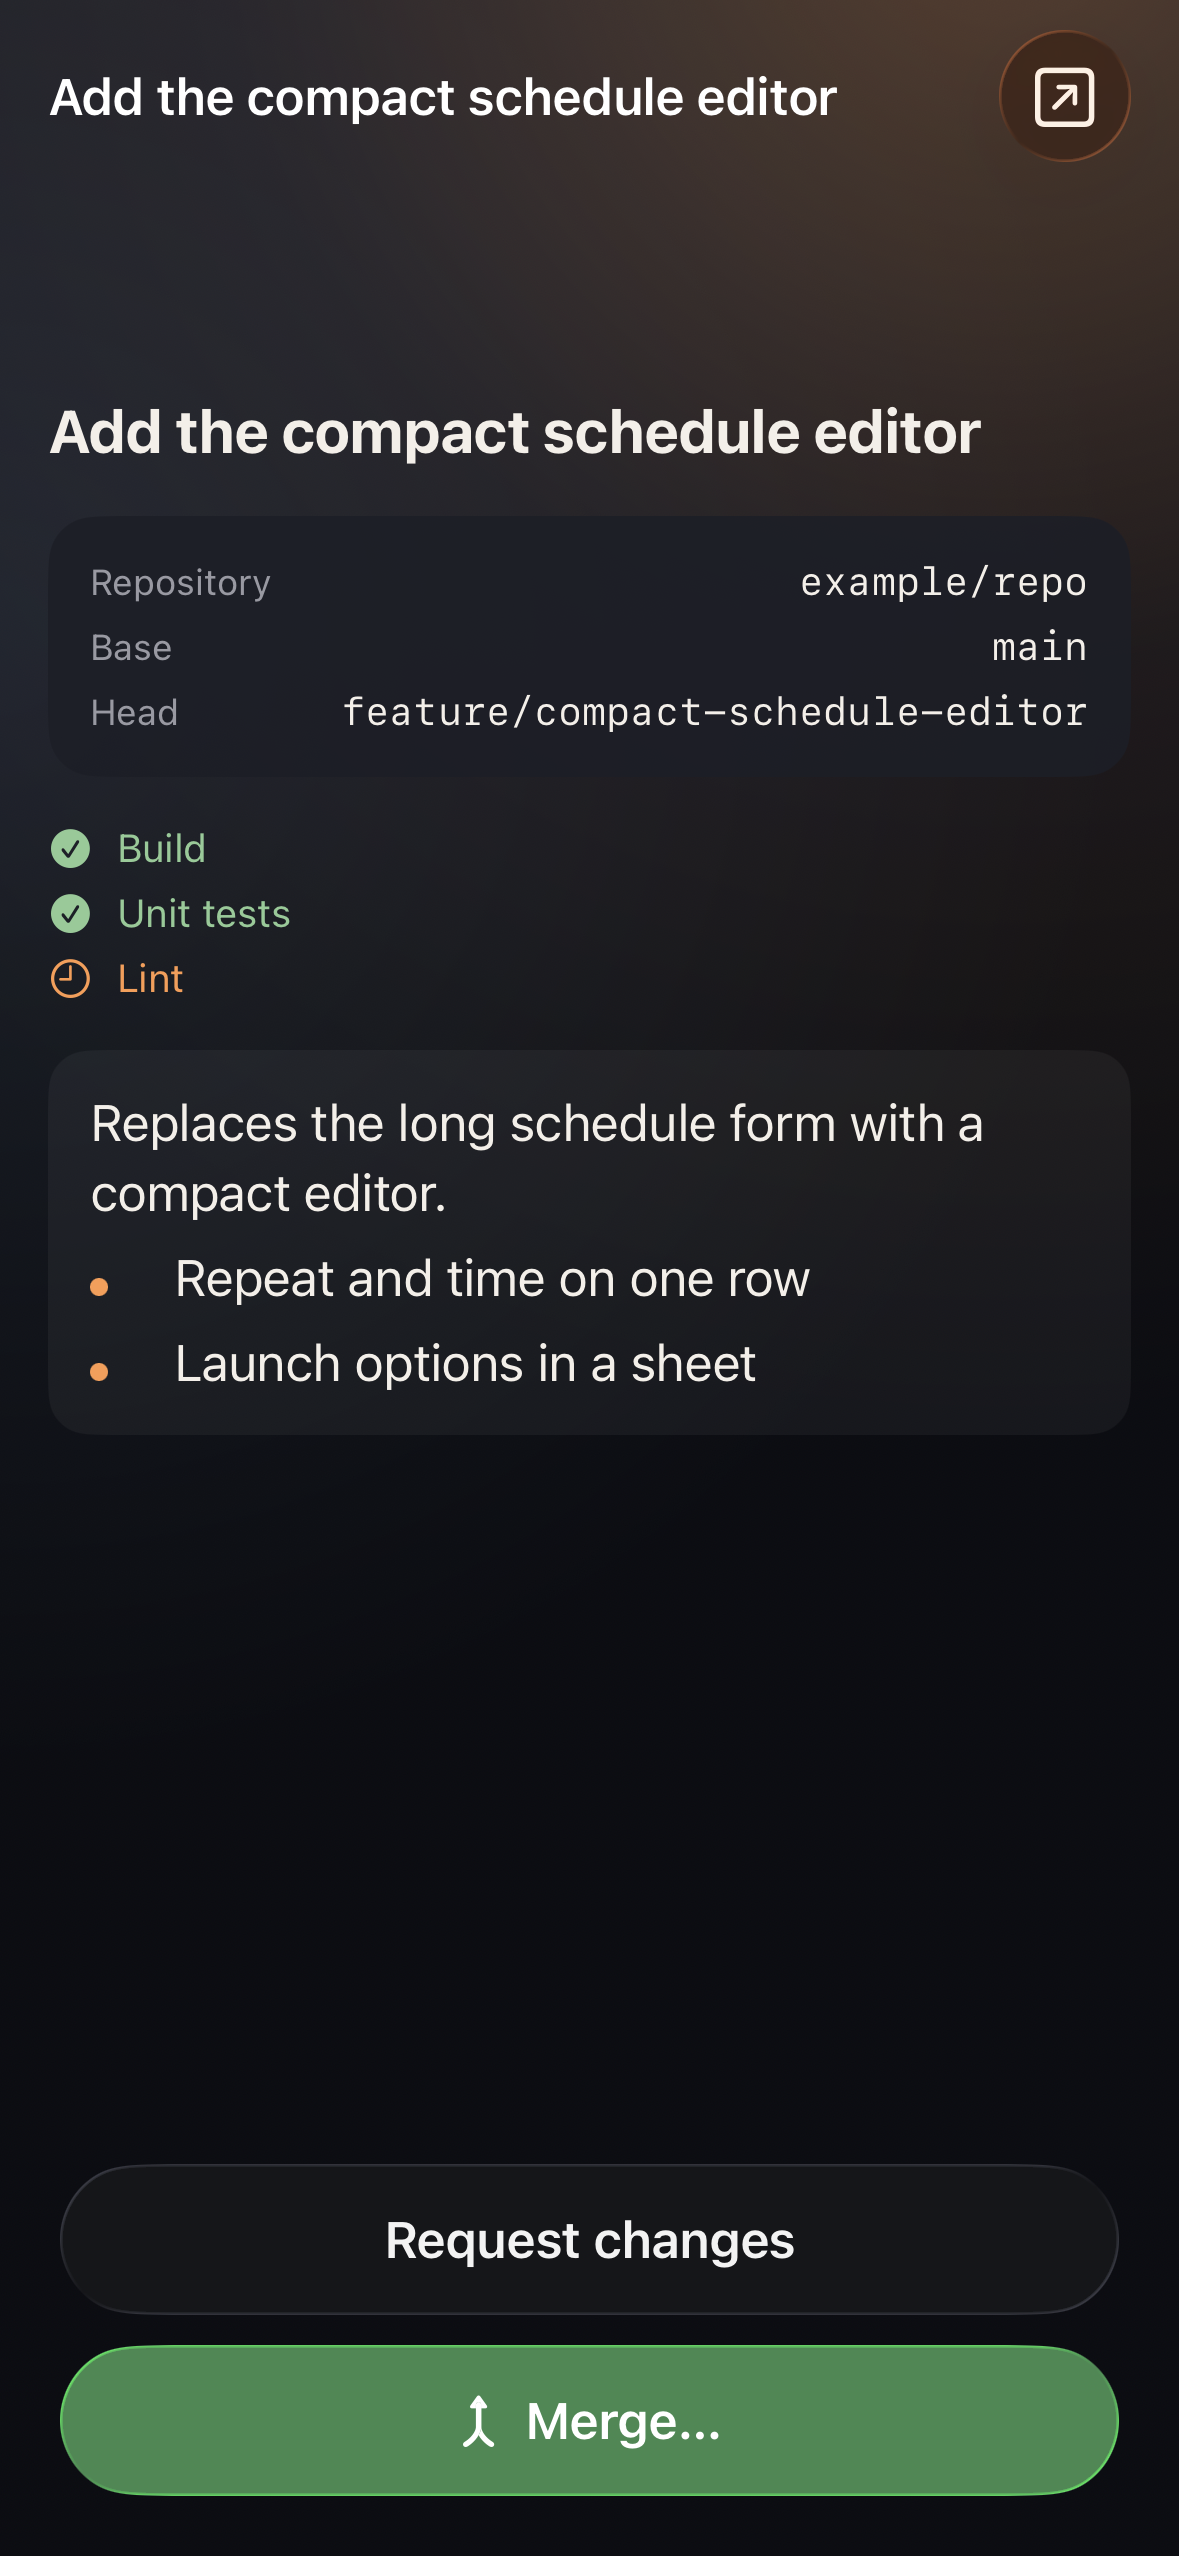 Add the compact schedule editor
Add the compact schedule editor
Repository example/repo
Base main
Head feature/compact-schedule-editor
Build
Unit tests
Lint
Replaces the long schedule form with a
compact editor.
• Repeat and time on one row
• Launch options in a sheet
Request changes
Merge...